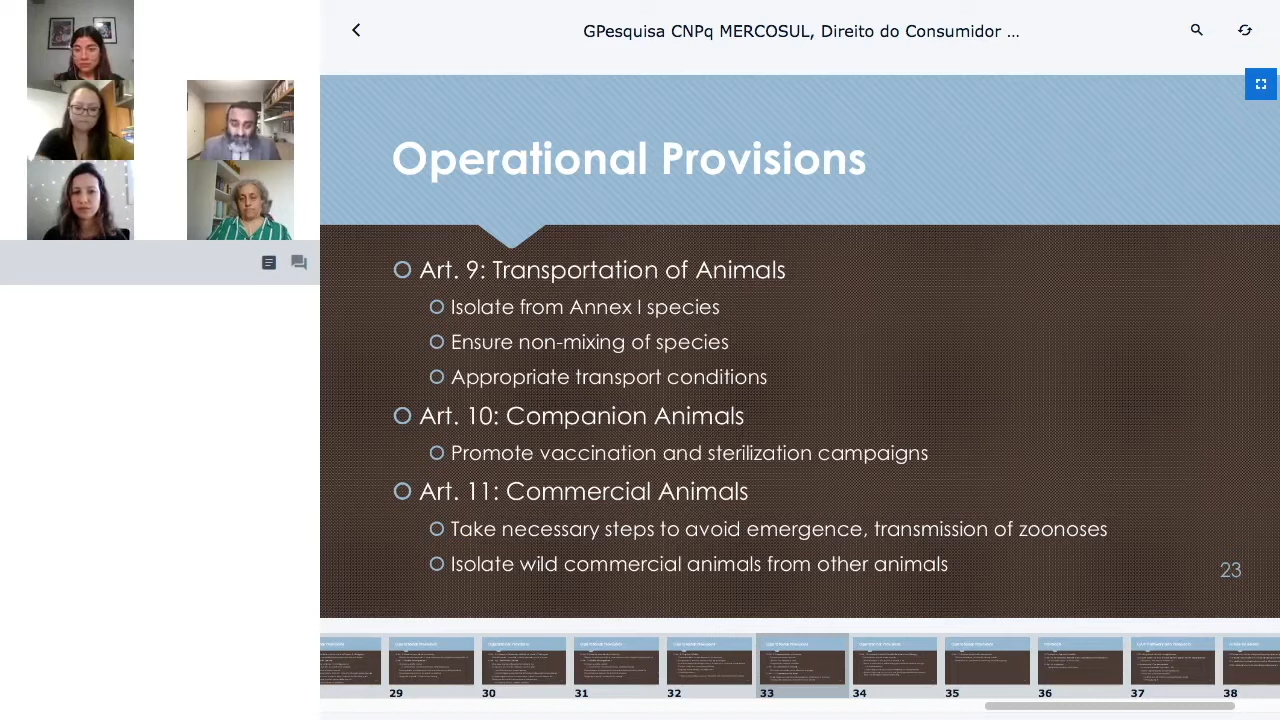 GPesquisa CNPq MERCOSUL, Direito do Consumidor ...
Operational Provisions
Art. 9: Transportation of Animals
Isolate from Annex I species
Ensure non-mixing of species
Appropriate transport conditions
Art. 10: Companion Animals
Promote vaccination and sterilization campaigns
Art. 11: Commercial Animals
Take necessary steps to avoid emergence, transmission of zoonoses
Isolate wild commercial animals from other animals
23
29
30
31
32
33
34
35
36
37
38